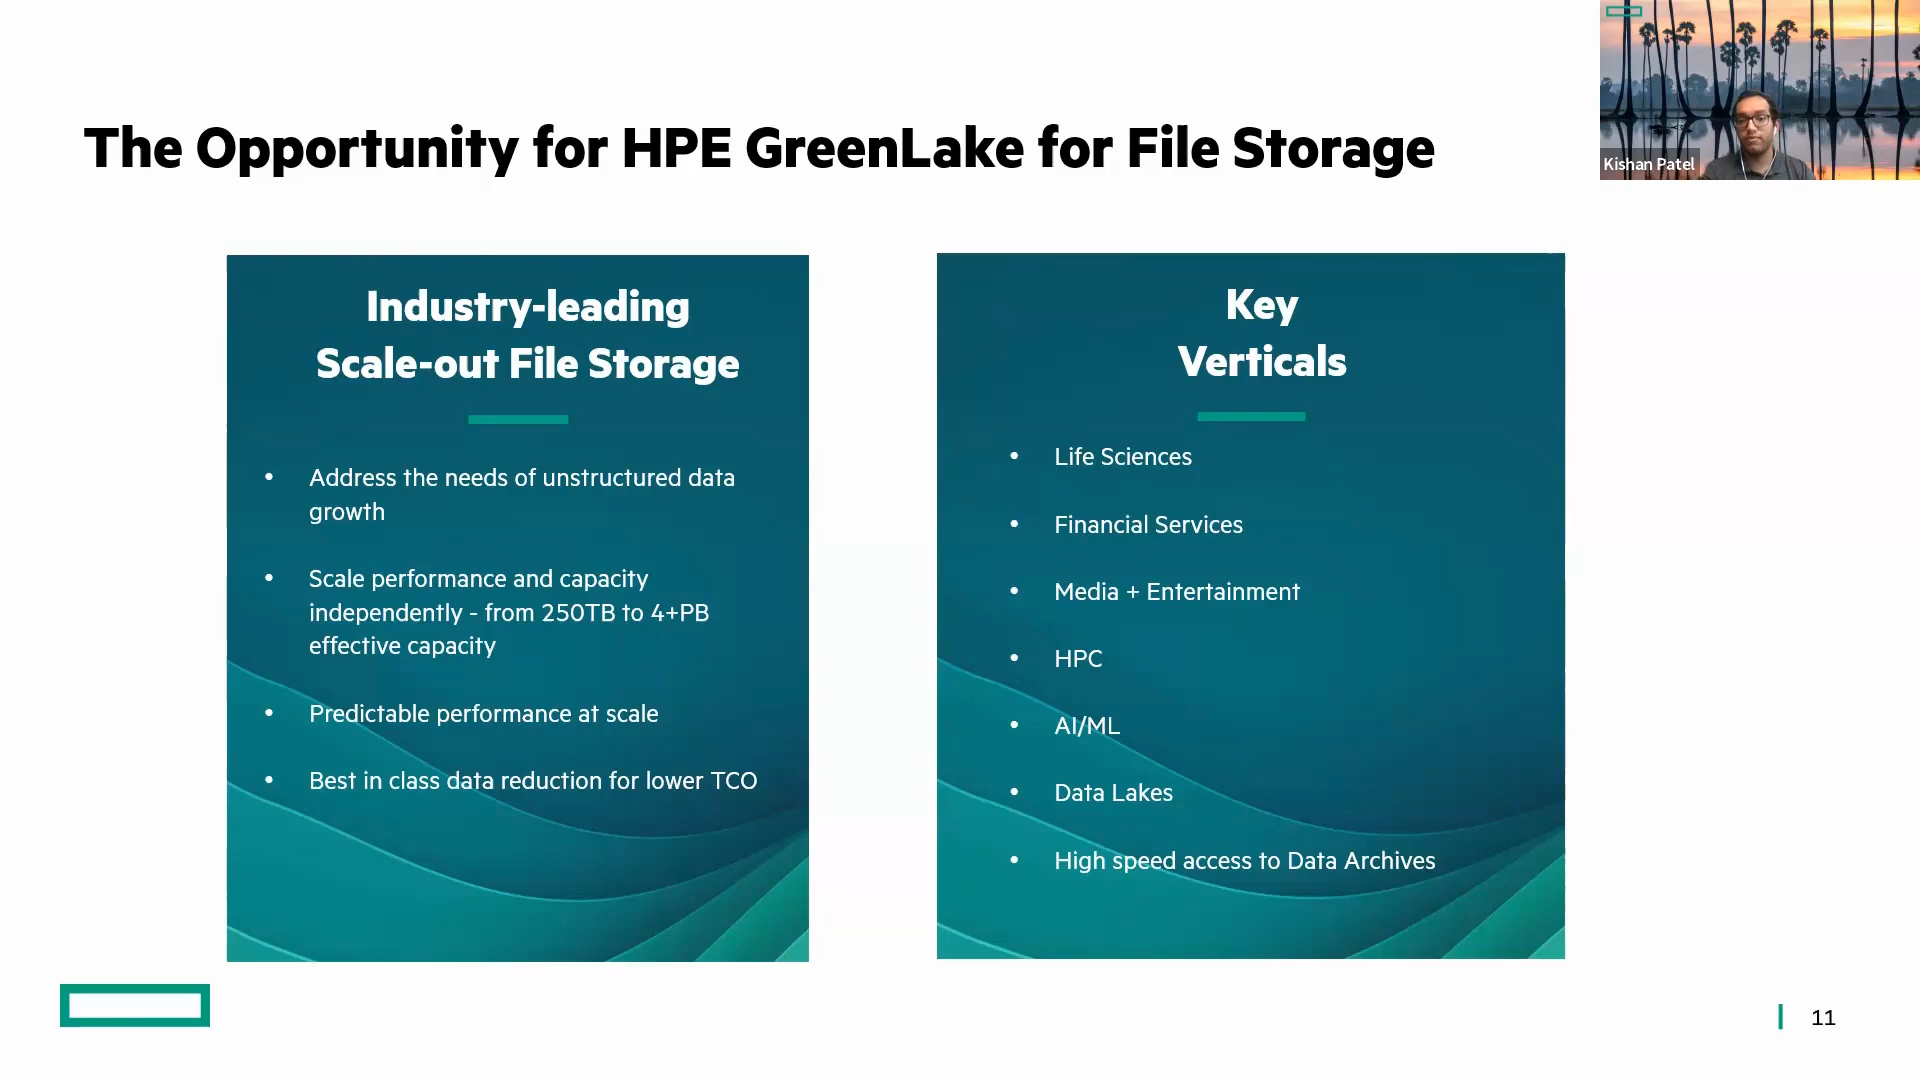 The Opportunity for HPE GreenLake for File Storage
Kishan Patel
Industry-leading
Scale-out File Storage
• Address the needs of unstructured data
growth
• Scale performance and capacity
independently - from 250TB to 4+PB
effective capacity
• Predictable performance at scale
• Best in class data reduction for lower TCO
Key
Verticals
• Life Sciences
• Financial Services
• Media + Entertainment
• HPC
• AI/ML
• Data Lakes
• High speed access to Data Archives
11